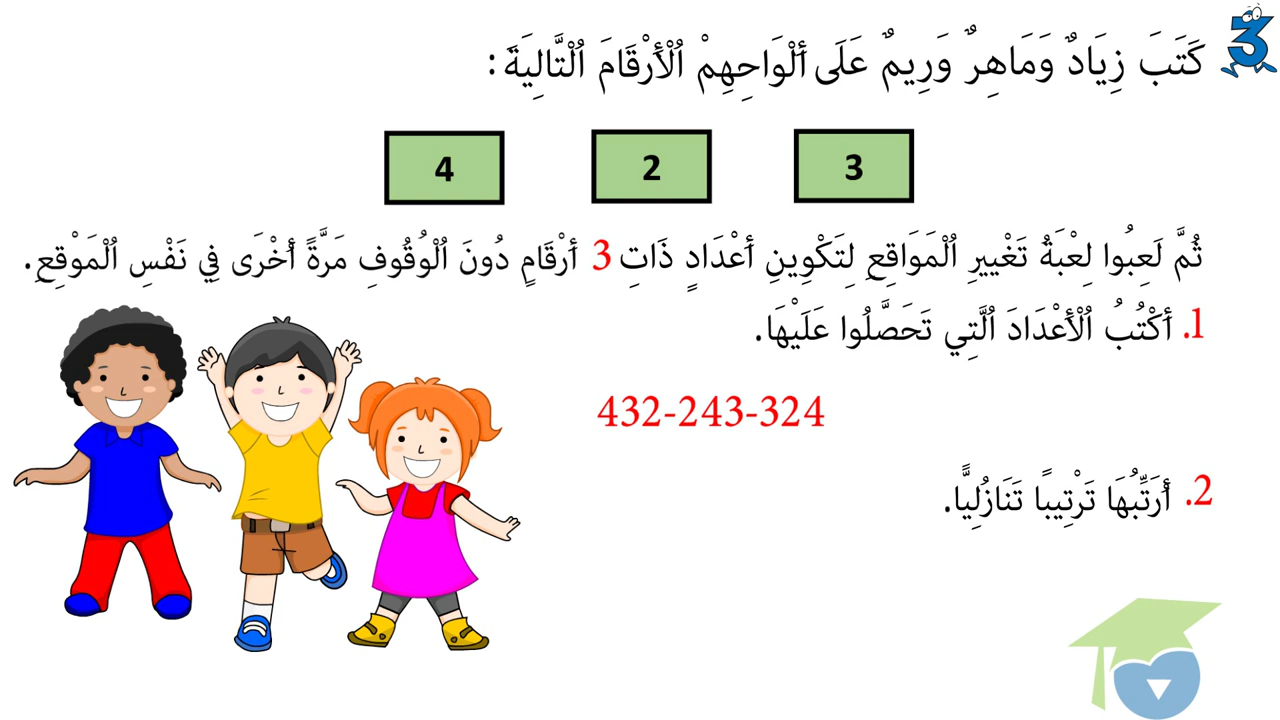 3
كَتَبَ زِيَادٌ وَمَاهِرٌ وَرِيمٌ عَلَى أَلْوَاحِهِمْ ٱلْأَرْقَامَ ٱلْتَّالِيَةَ :
3 2 4
ثُمَّ لَعِبُوا لِعْبَةُ تَغْيِيرِ ٱلْمَوَاقِعِ لِتَكْوِينِ أَعْدَادٍ ذَاتِ 3 أَرْقَامٍ دُونَ ٱلْوُقُوفِ مَرَّةً أُخْرَى فِي نَفْسِ ٱلْمَوْقِعِ.
1. أَكْتُبُ ٱلْأَعْدَادَ ٱلَّتِي تَحَصَّلُوا عَلَيْهَا.
432-243-324
2. أُرَتِّبُهَا تَرْتِيبًا تَنَازُلِيًّا.